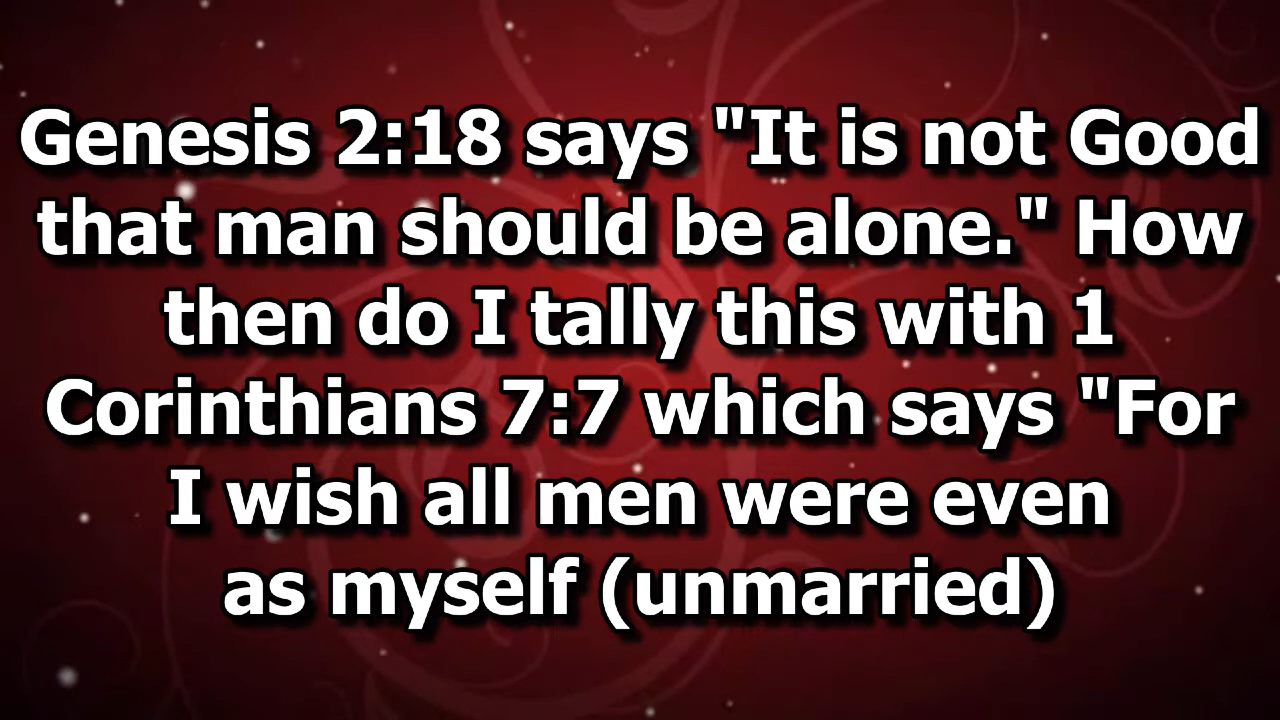 Genesis 2:18 says "It is not Good
that man should be alone." How
then do I tally this with 1
Corinthians 7:7 which says "For
I wish all men were even
as myself (unmarried)